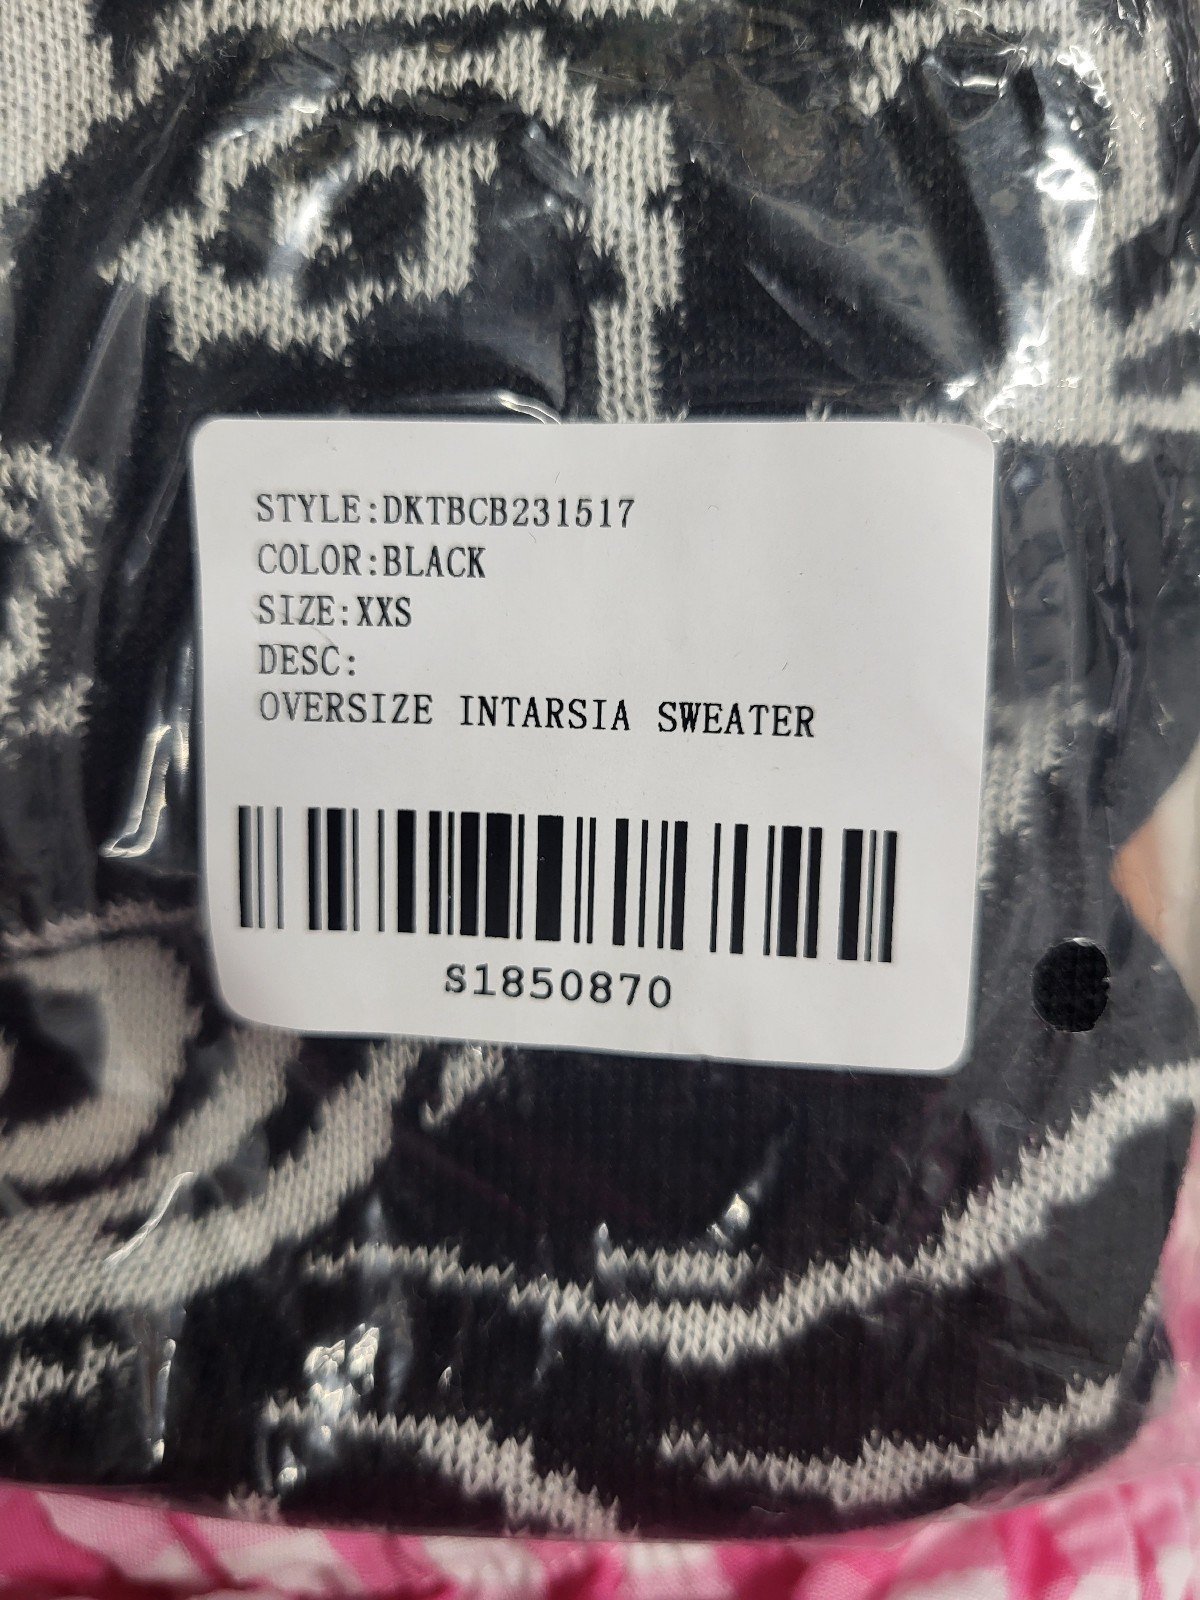 STYLE:DKTBCB231517
COLOR:BLACK
SIZE:XXS
DESC:
OVERSIZE INTARSIA SWEATER
S1850870